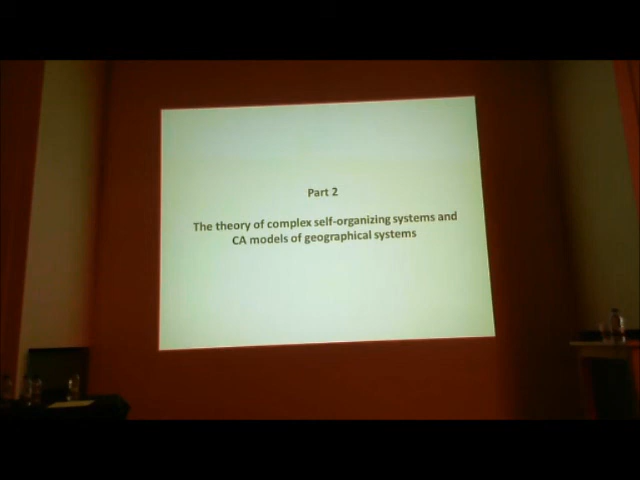 Part 2
The theory of complex self-organizing systems and
CA models of geographical systems